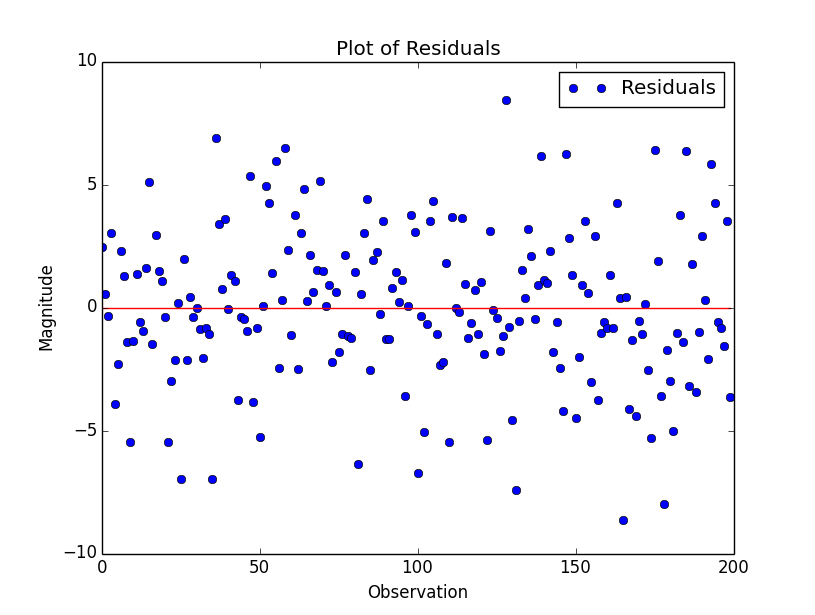 Plot of Residuals
Residuals
10
5
0
−5
−10
Magnitude
0 50 100 150 200
Observation